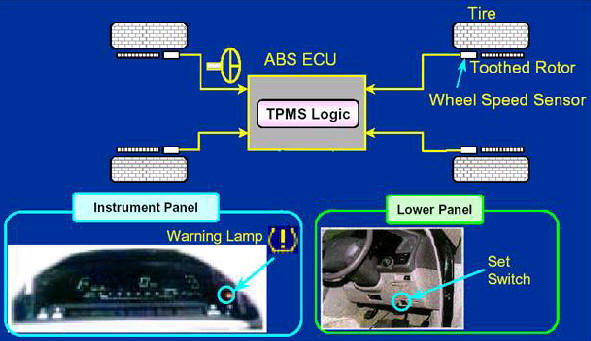 Tire
ABS ECU
Toothed Rotor
TPMS Logic
Wheel Speed Sensor
Instrument Panel
Lower Panel
Warning Lamp
Set
Switch